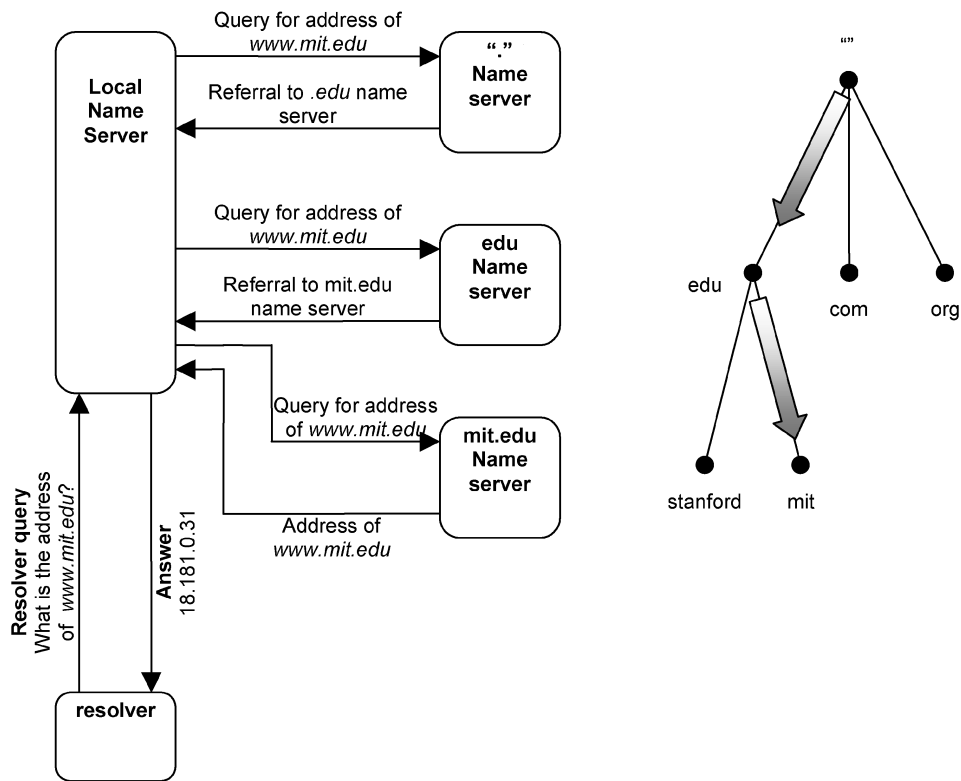 Query for address of
www.mit.edu
Local
Name
Server
“.”
Name
server
Referral to .edu name
server
Query for address of
www.mit.edu
edu
Name
server
Referral to mit.edu
name server
Query for address
of www.mit.edu
mit.edu
Name
server
Address of
www.mit.edu
Resolver query
What is the address
of www.mit.edu?
Answer
18.181.0.31
resolver
“”
edu
com
org
stanford
mit